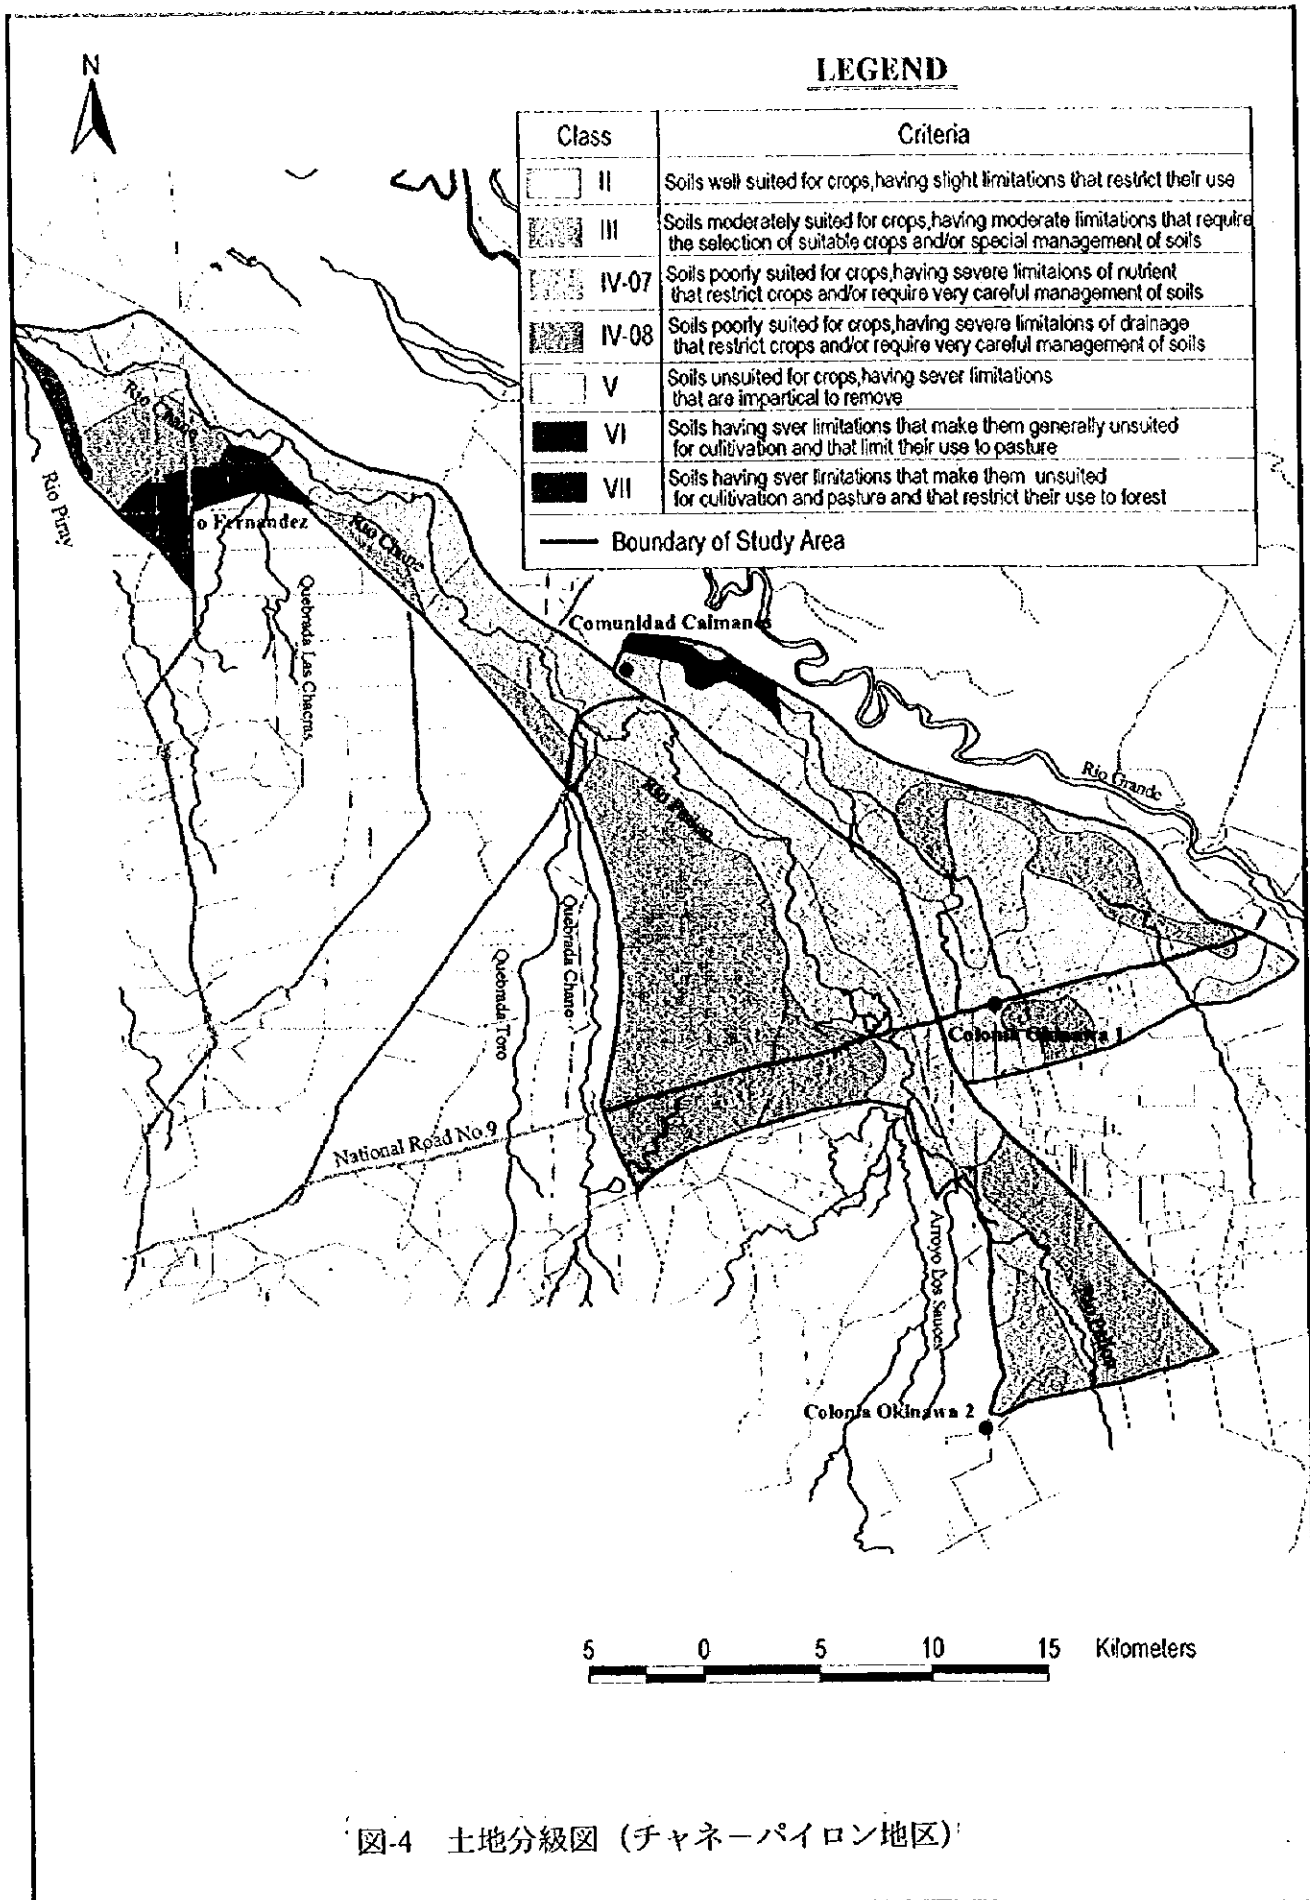 N
LEGEND
Class
Criteria
II
Soils well suited for crops,having slight limitations that restrict their use
III
Soils moderately suited for crops,having moderate limitations that require
the selection of suitable crops and/or special management of soils
IV-07
Soils poorly suited for crops,having severe limitaions of nutrient
that restrict crops and/or require very careful management of soils
IV-08
Soils poorly suited for crops,having severe limitaions of drainage
that restrict crops and/or require very careful management of soils
V
Soils unsuited for crops,having sever limitations
that are impartical to remove
VI
Soils having sver limitations that make them generally unsuited
for culitivation and that limit their use to pasture
VII
Soils having sver limitations that make them unsuited
for culitivation and pasture and that restrict their use to forest
Boundary of Study Area
Rio Chane
Rio Piray
o Fernandez
Rio Chane
Quebrada Las Chacras
Comunidad Caimanes
Rio Grande
Rio
Quebrada Chane
Quebrada Toro
Colonia Okinawa 1
National Road No.9
Arroyo Los Sauces
Rio Pailon
Colonia Okinawa 2
5 0 5 10 15 Kilometers
図-4 土地分級図 (チャネーパイロン地区)